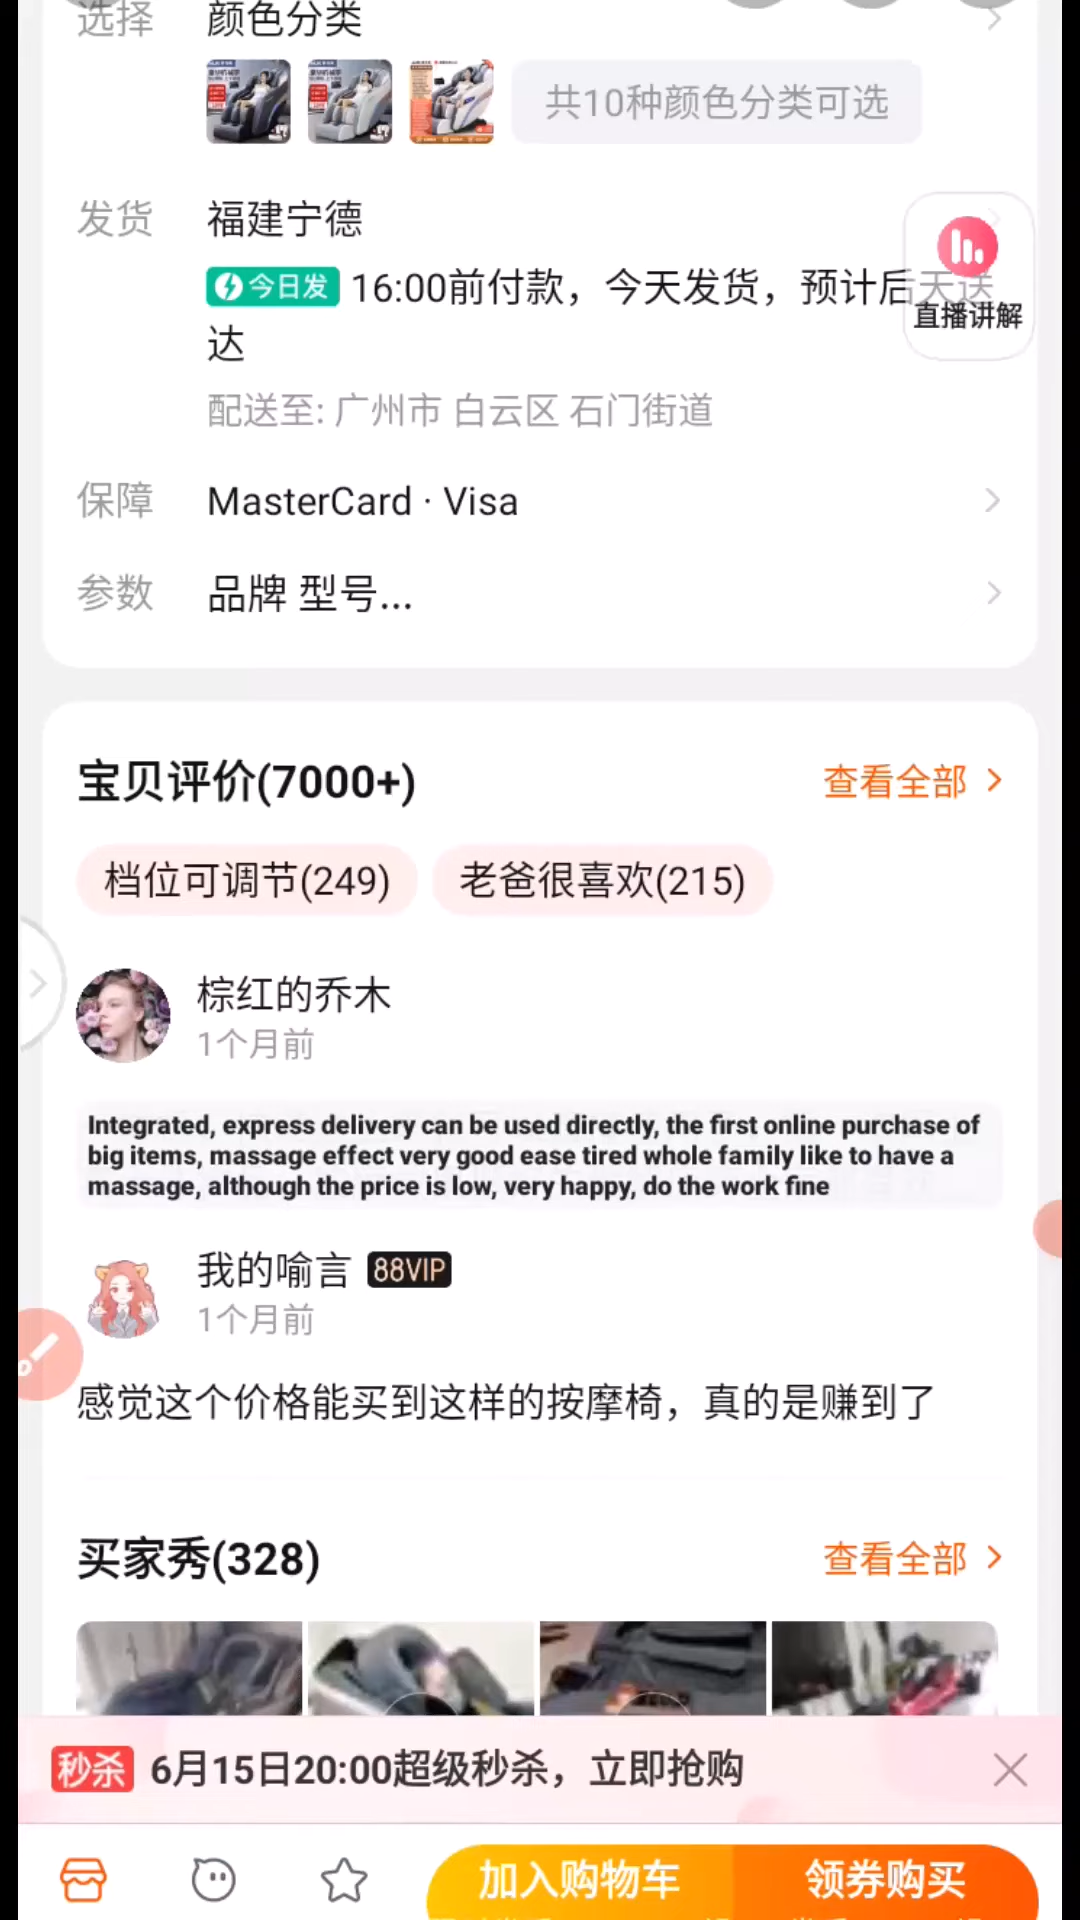 选择 颜色分类
共10种颜色分类可选
发货 福建宁德
今日发 16:00前付款，今天发货，预计后天送
达
直播讲解
配送至: 广州市 白云区 石门街道
保障 MasterCard · Visa
参数 品牌 型号...
宝贝评价(7000+) 查看全部
档位可调节(249) 老爸很喜欢(215)
棕红的乔木
1个月前
Integrated, express delivery can be used directly, the first online purchase of
big items, massage effect very good ease tired whole family like to have a
massage, although the price is low, very happy, do the work fine
我的喻言 88VIP
1个月前
感觉这个价格能买到这样的按摩椅，真的是赚到了
买家秀(328) 查看全部
秒杀 6月15日20:00超级秒杀，立即抢购
加入购物车 领券购买